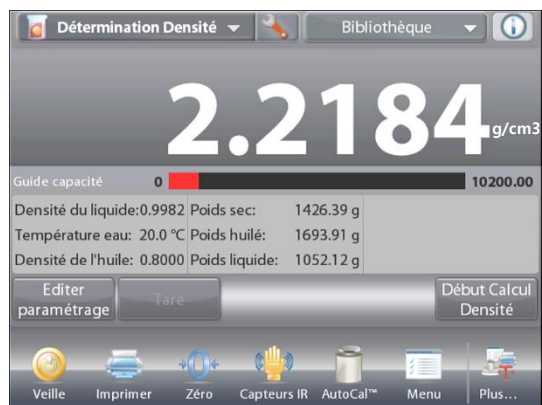 Détermination Densité Bibliothèque
2.2184 g/cm3
Guide capacité 0 10200.00
Densité du liquide:0.9982 Poids sec: 1426.39 g
Température eau: 20.0 °C Poids huilé: 1693.91 g
Densité de l'huile: 0.8000 Poids liquide: 1052.12 g
Editer paramétrage
Tare
Début Calcul Densité
Veille Imprimer Zéro Capteurs IR AutoCal™ Menu Plus...